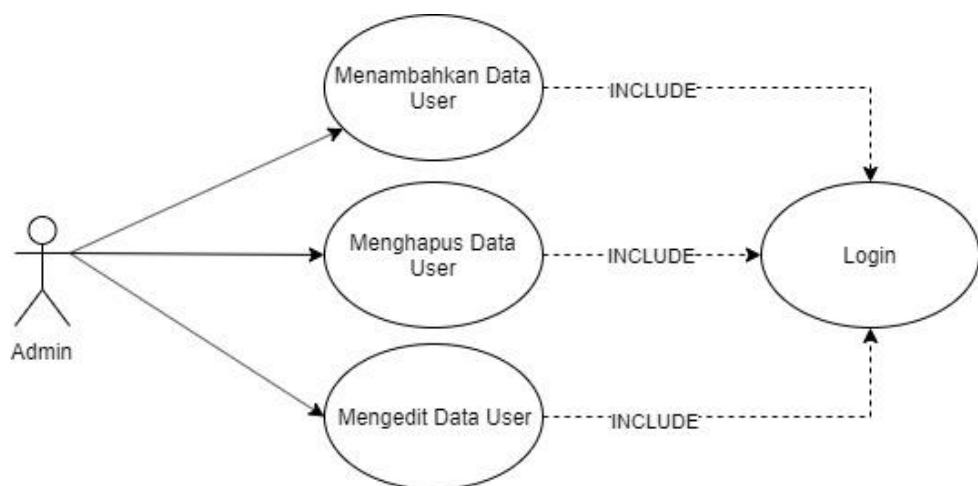 Menambahkan Data
User
INCLUDE
Menghapus Data
User
INCLUDE
Login
Admin
Mengedit Data User
INCLUDE